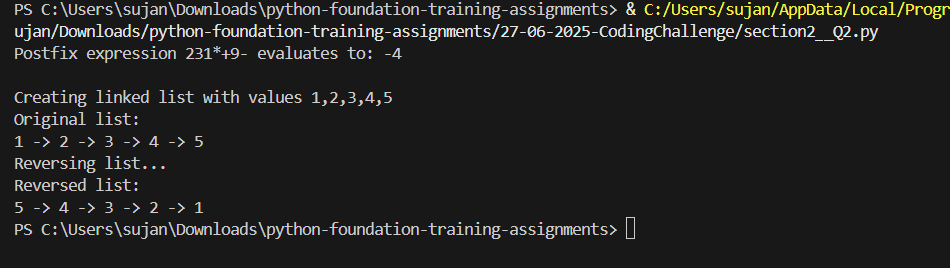 PS C:\Users\sujan\Downloads\python-foundation-training-assignments> & C:/Users/sujan/AppData/Local/Progr
ujan/Downloads/python-foundation-training-assignments/27-06-2025-CodingChallenge/section2__Q2.py
Postfix expression 231*+9- evaluates to: -4
Creating linked list with values 1,2,3,4,5
Original list:
1 -> 2 -> 3 -> 4 -> 5
Reversing list...
Reversed list:
5 -> 4 -> 3 -> 2 -> 1
PS C:\Users\sujan\Downloads\python-foundation-training-assignments>